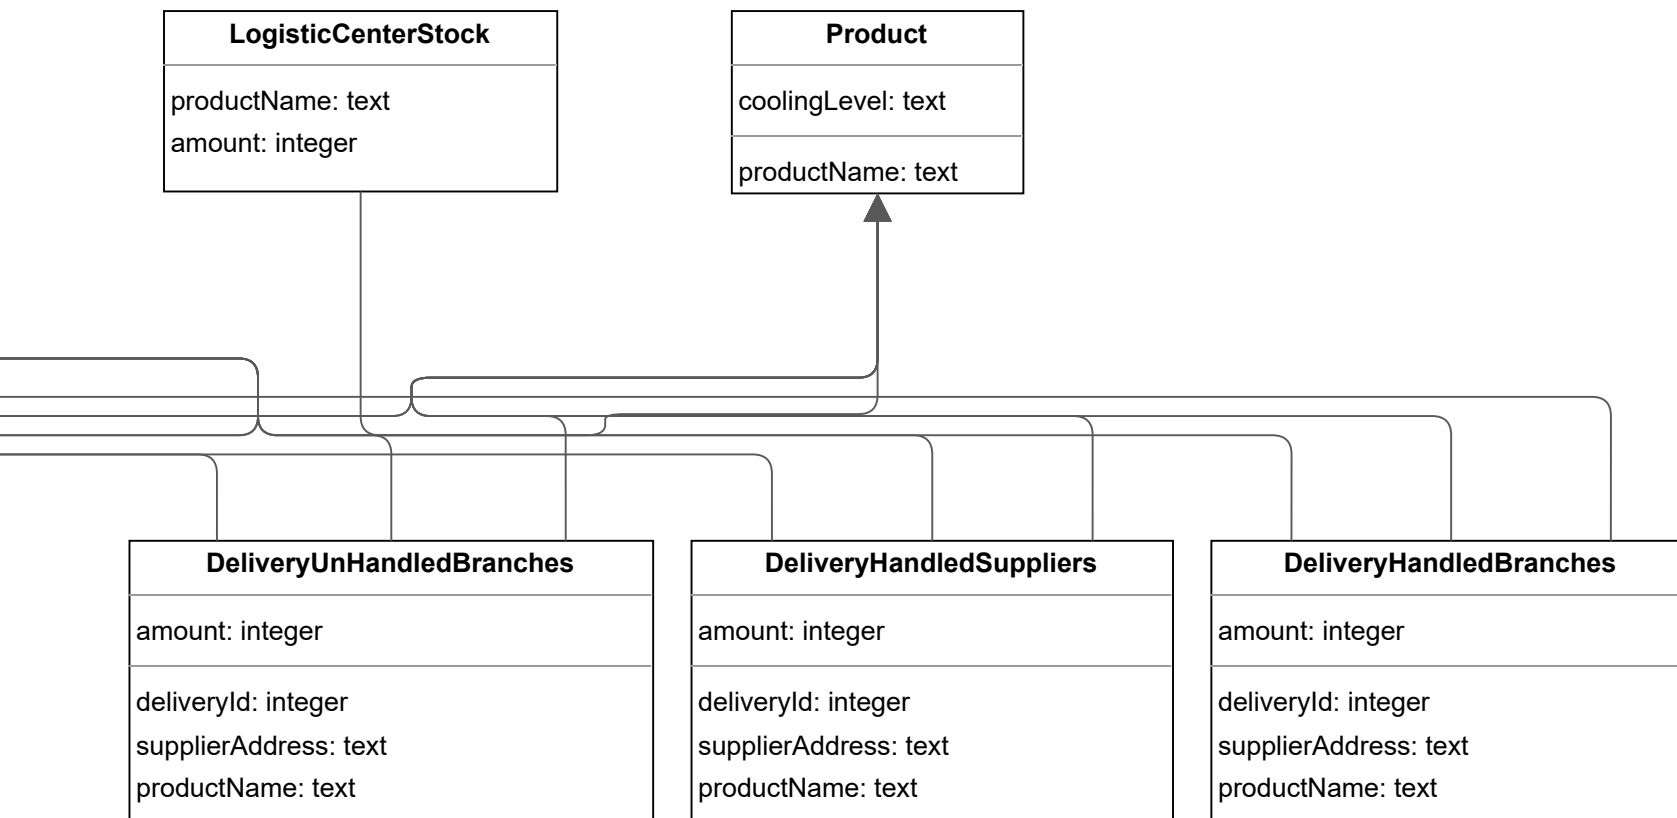 LogisticCenterStock
productName: text
amount: integer
Product
coolingLevel: text
productName: text
DeliveryUnHandledBranches
amount: integer
deliveryId: integer
supplierAddress: text
productName: text
DeliveryHandledSuppliers
amount: integer
deliveryId: integer
supplierAddress: text
productName: text
DeliveryHandledBranches
amount: integer
deliveryId: integer
supplierAddress: text
productName: text